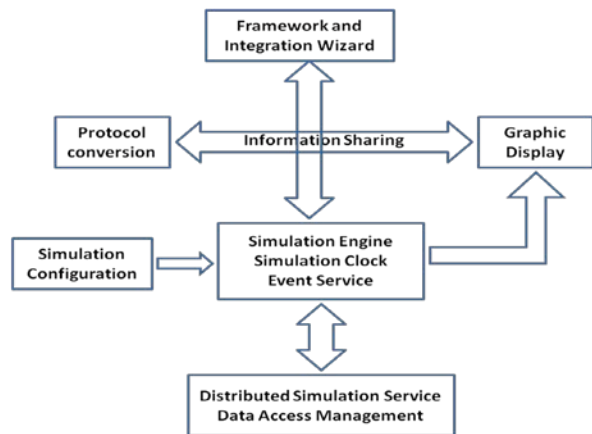 Framework and
Integration Wizard
Protocol
conversion
Information Sharing
Graphic
Display
Simulation
Configuration
Simulation Engine
Simulation Clock
Event Service
Distributed Simulation Service
Data Access Management